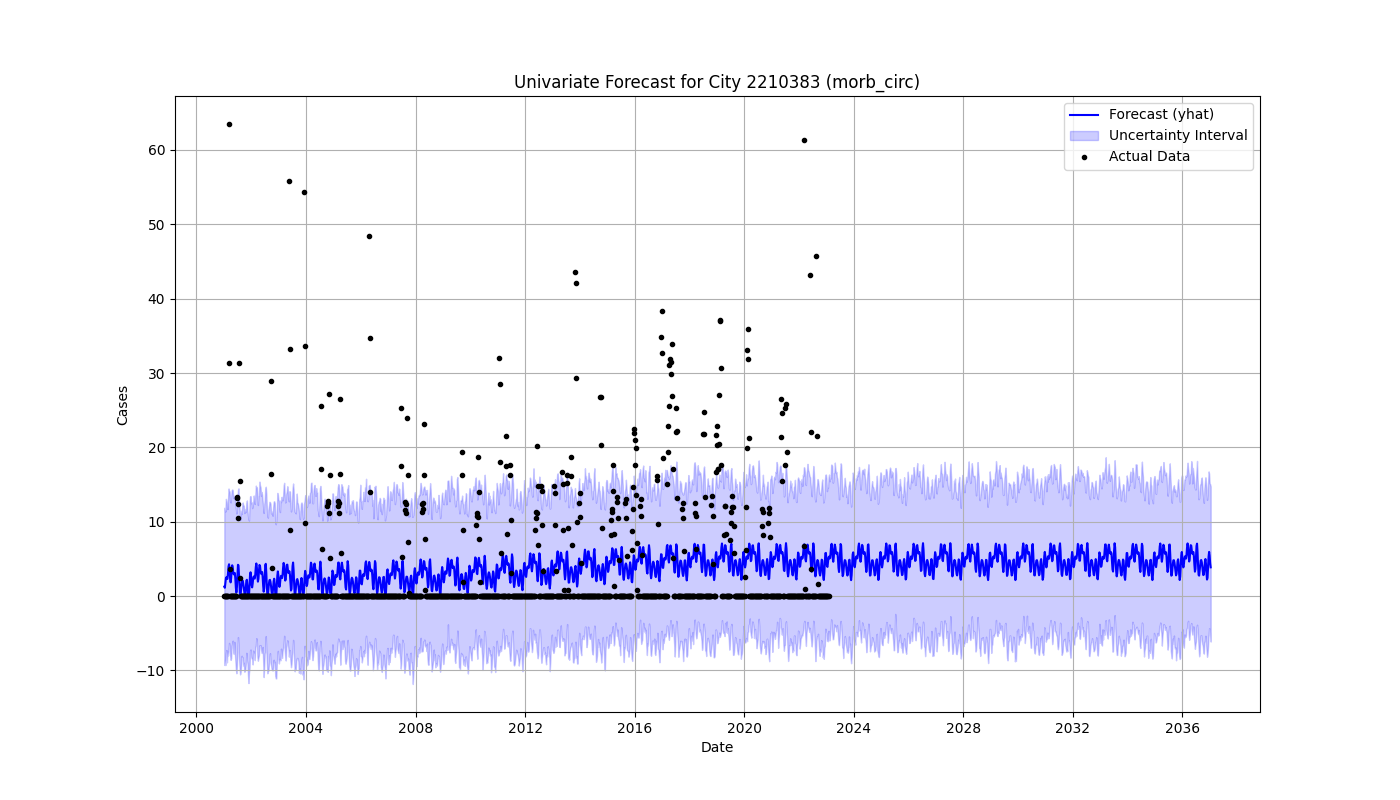 Univariate Forecast for City 2210383 (morb_circ)
Forecast (yhat)
Uncertainty Interval
Actual Data
60
50
40
30
20
10
0
−10
Cases
2000 2004 2008 2012 2016 2020 2024 2028 2032 2036
Date